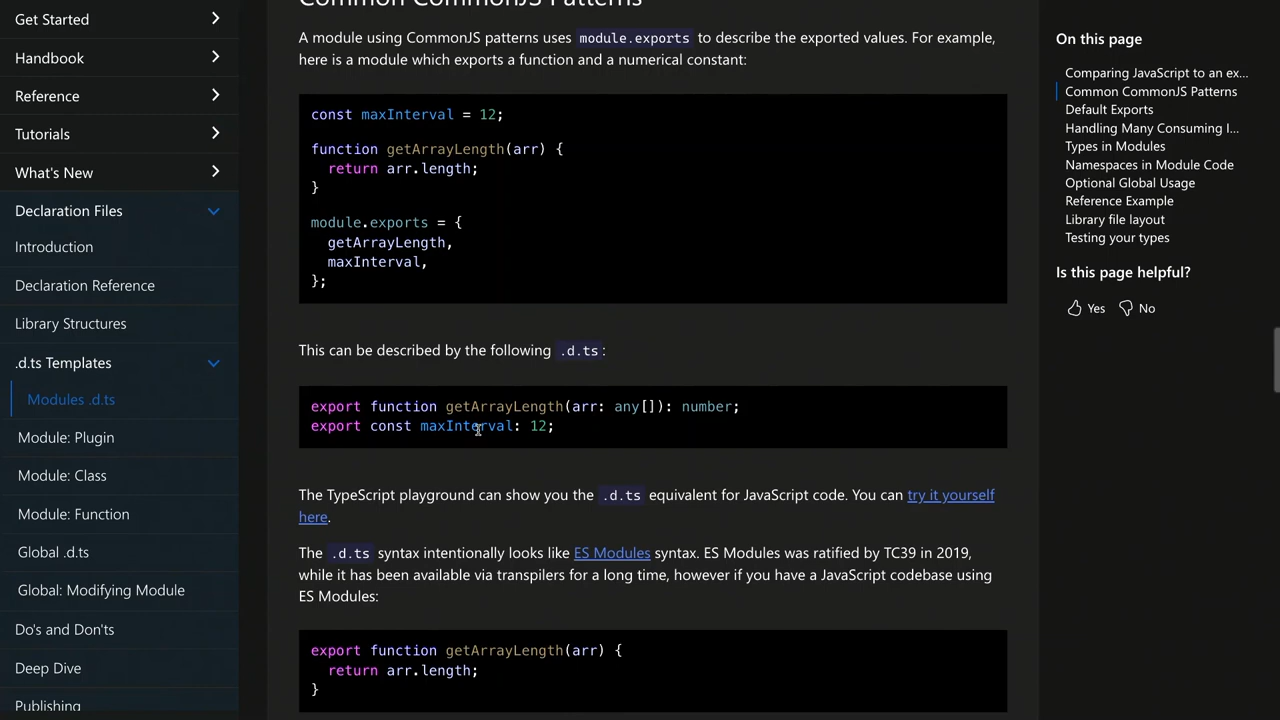 Get Started
Handbook
Reference
Tutorials
What's New
Declaration Files
Introduction
Declaration Reference
Library Structures
.d.ts Templates
Modules .d.ts
Module: Plugin
Module: Class
Module: Function
Global .d.ts
Global: Modifying Module
Do's and Don'ts
Deep Dive
Publishing
Common CommonJS Patterns
A module using CommonJS patterns uses module.exports to describe the exported values. For example,
here is a module which exports a function and a numerical constant:
const maxInterval = 12;
function getArrayLength(arr) {
return arr.length;
}
module.exports = {
getArrayLength,
maxInterval,
};
This can be described by the following .d.ts:
export function getArrayLength(arr: any[]): number;
export const maxInterval: 12;
The TypeScript playground can show you the .d.ts equivalent for JavaScript code. You can try it yourself
here.
The .d.ts syntax intentionally looks like ES Modules syntax. ES Modules was ratified by TC39 in 2019,
while it has been available via transpilers for a long time, however if you have a JavaScript codebase using
ES Modules:
export function getArrayLength(arr) {
return arr.length;
}
On this page
Comparing JavaScript to an ex...
Common CommonJS Patterns
Default Exports
Handling Many Consuming I...
Types in Modules
Namespaces in Module Code
Optional Global Usage
Reference Example
Library file layout
Testing your types
Is this page helpful?
Yes No